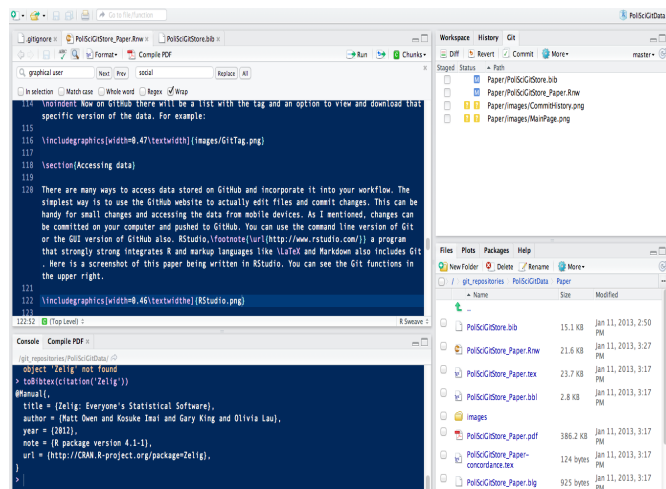 Go to file/function
PoliSciGitData
.gitignore ×
PoliSciGitStore_Paper.Rnw ×
PoliSciGitStore.bib ×
Format
Compile PDF
Run
Chunks
graphical user
Next
Prev
social
Replace
All
In selection
Match case
Whole word
Regex
Wrap
114 \noindent Now on GitHub there will be a list with the tag and an option to view and download that
specific version of the data. For example:
115
116 \includegraphics[width=0.47\textwidth]{images/GitTag.png}
117
118 \section{Accessing data}
119
120 There are many ways to access data stored on GitHub and incorporate it into your workflow. The
simplest way is to use the GitHub website to actually edit files and commit changes. This can be
handy for small changes and accessing the data from mobile devices. As I mentioned, changes can
be committed on your computer and pushed to GitHub. You can use the command line version of Git
or the GUI version of GitHub also. RStudio,\footnote{\url{http://www.rstudio.com/}} a program
that strongly strong integrates R and markup languages like \LaTeX and Markdown also includes Git
. Here is a screenshot of this paper being written in RStudio. You can see the Git functions in
the upper right.
121
122 \includegraphics[width=0.46\textwidthe]{RStudio.png}
123
122:52
(Top Level)
R Sweave
Console
Compile PDF ×
/git_repositories/PoliSciGitData/
object 'Zelig' not found
> toBibtex(citation('Zelig'))
@Manual{,
title = {Zelig: Everyone's Statistical Software},
author = {Matt Owen and Kosuke Imai and Gary King and Olivia Lau},
year = {2012},
note = {R package version 4.1-1},
url = {http://CRAN.R-project.org/package=Zelig},
}
>
Workspace
History
Git
Diff
Revert
Commit
More
master
Staged Status Path
M Paper/PoliSciGitStore.bib
M Paper/PoliSciGitStore_Paper.Rnw
? ? Paper/images/CommitHistory.png
? ? Paper/images/MainPage.png
Files
Plots
Packages
Help
New Folder
Delete
Rename
More
/ git_repositories PoliSciGitData Paper
Name Size Modified
..
PoliSciGitStore.bib 15.1 KB Jan 11, 2013, 2:50 PM
PoliSciGitStore_Paper.Rnw 21.6 KB Jan 11, 2013, 3:27 PM
PoliSciGitStore_Paper.tex 23.7 KB Jan 11, 2013, 3:17 PM
PoliSciGitStore_Paper.bbl 2.8 KB Jan 11, 2013, 3:17 PM
images
PoliSciGitStore_Paper.pdf 386.2 KB Jan 11, 2013, 3:17 PM
PoliSciGitStore_Paper-concordance.tex 124 bytes Jan 11, 2013, 3:17 PM
PoliSciGitStore_Paper.blg 925 bytes Jan 11, 2013, 3:17 PM